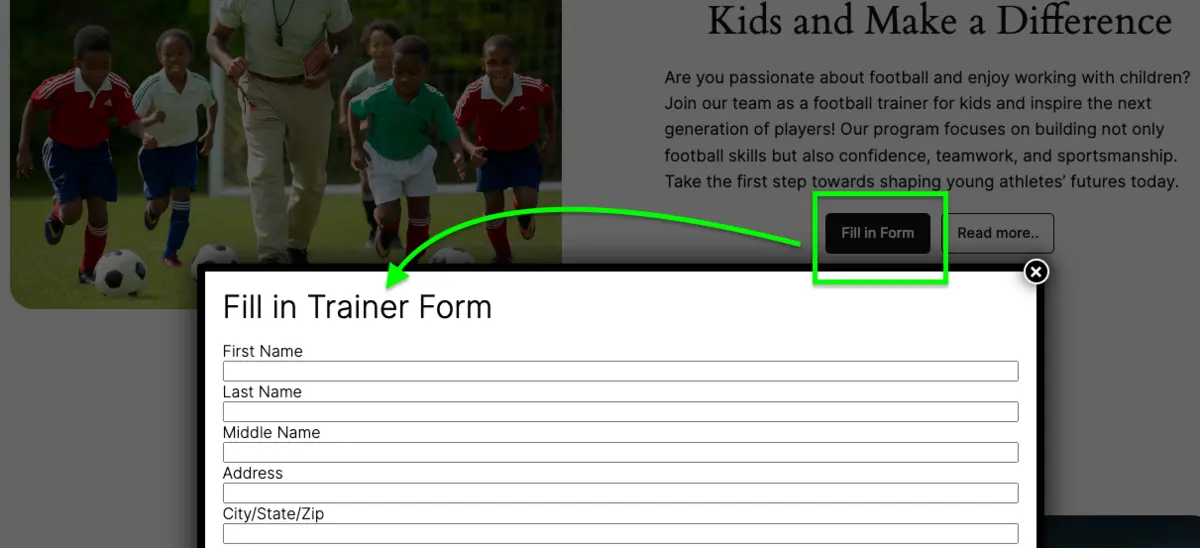 Kids and Make a Difference
Are you passionate about football and enjoy working with children?
Join our team as a football trainer for kids and inspire the next
generation of players! Our program focuses on building not only
football skills but also confidence, teamwork, and sportsmanship.
Take the first step towards shaping young athletes’ futures today.
Fill in Form
Read more..
Fill in Trainer Form
First Name
Last Name
Middle Name
Address
City/State/Zip